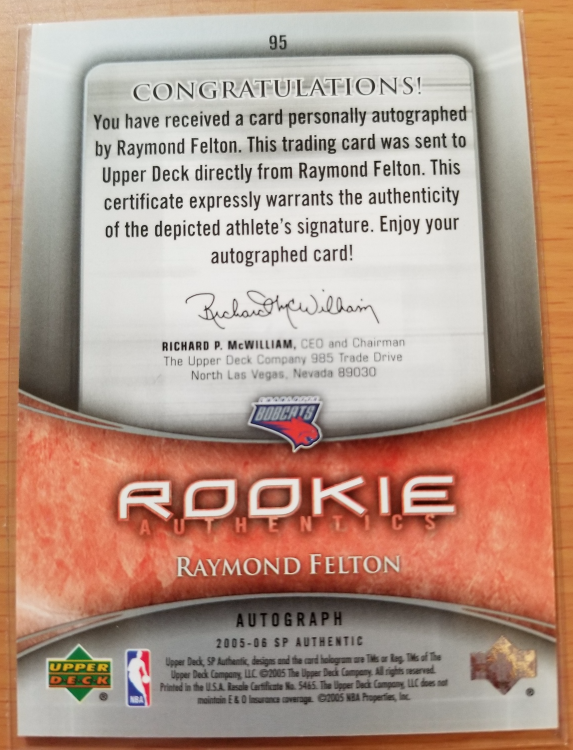 95
CONGRATULATIONS!
You have received a card personally autographed
by Raymond Felton. This trading card was sent to
Upper Deck directly from Raymond Felton. This
certificate expressly warrants the authenticity
of the depicted athlete's signature. Enjoy your
autographed card!
Richard McWilliam
RICHARD P. McWILLIAM, CEO and Chairman
The Upper Deck Company 985 Trade Drive
North Las Vegas, Nevada 89030
BOBCATS
ROOKIE
AUTHENTICS
RAYMOND FELTON
AUTOGRAPH
2005-06 SP AUTHENTIC
Upper Deck, SP Authentic, designs and the card hologram are TMs or Reg. TMs of The
Upper Deck Company, LLC. ©2005 The Upper Deck Company. All rights reserved.
Printed in the U.S.A. Resale Certificate No. 5465. The Upper Deck Company, LLC does not
maintain E & O Insurance coverage. ©2005 NBA Properties, Inc.
UPPER
DECK
®
NBA
®